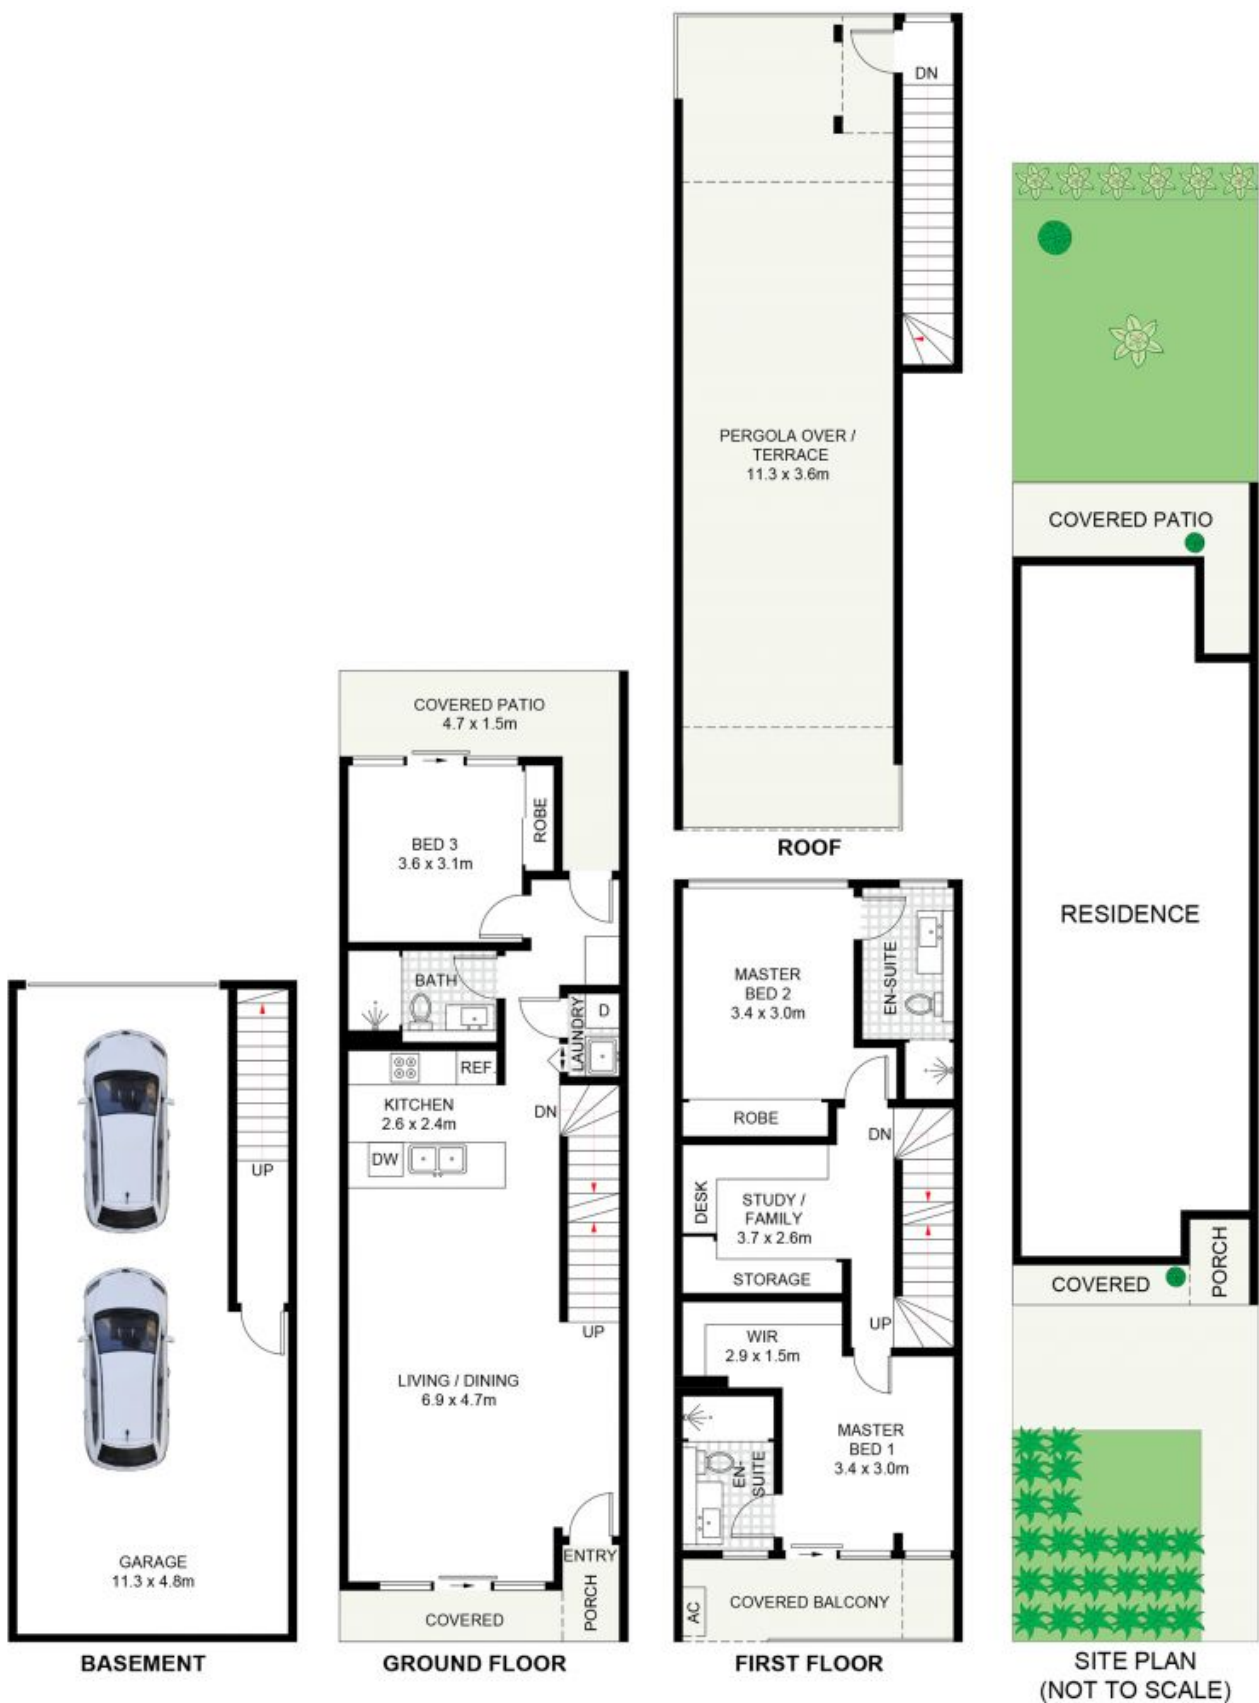 UP
GARAGE
11.3 x 4.8m
BASEMENT
COVERED PATIO
4.7 x 1.5m
BED 3
3.6 x 3.1m
ROBE
BATH
LAUNDRY
D
REF.
KITCHEN
2.6 x 2.4m
DN
DW
UP
LIVING / DINING
6.9 x 4.7m
ENTRY
PORCH
COVERED
GROUND FLOOR
DN
PERGOLA OVER /
TERRACE
11.3 x 3.6m
ROOF
MASTER
BED 2
3.4 x 3.0m
EN-SUITE
ROBE
DN
DESK
STUDY /
FAMILY
3.7 x 2.6m
STORAGE
UP
WIR
2.9 x 1.5m
MASTER
BED 1
3.4 x 3.0m
EN-
SUITE
AC
COVERED BALCONY
FIRST FLOOR
COVERED PATIO
RESIDENCE
COVERED
PORCH
SITE PLAN
(NOT TO SCALE)